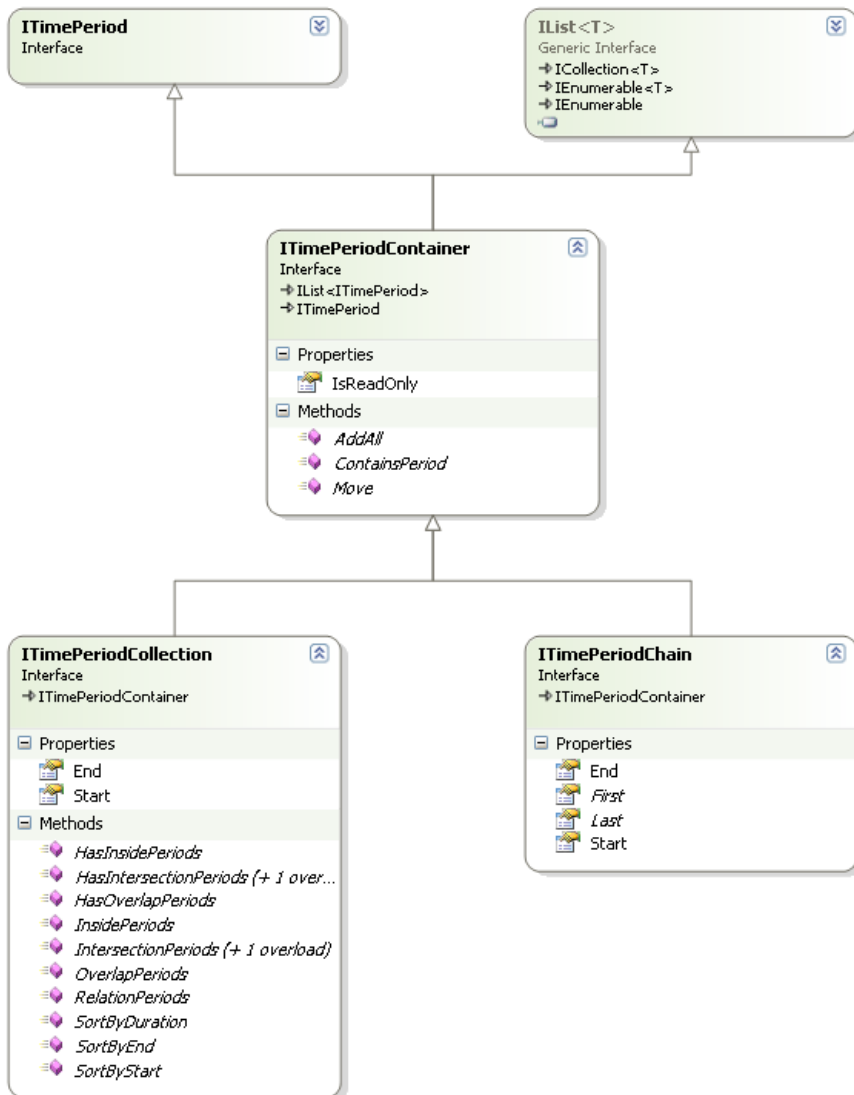 ITimePeriod
Interface
IList<T>
Generic Interface
ICollection<T>
IEnumerable<T>
IEnumerable
ITimePeriodContainer
Interface
IList<ITimePeriod>
ITimePeriod
Properties
IsReadOnly
Methods
AddAll
ContainsPeriod
Move
ITimePeriodCollection
Interface
ITimePeriodContainer
Properties
End
Start
Methods
HasInsidePeriods
HasIntersectionPeriods (+ 1 over...
HasOverlapPeriods
InsidePeriods
IntersectionPeriods (+ 1 overload)
OverlapPeriods
RelationPeriods
SortByDuration
SortByEnd
SortByStart
ITimePeriodChain
Interface
ITimePeriodContainer
Properties
End
First
Last
Start